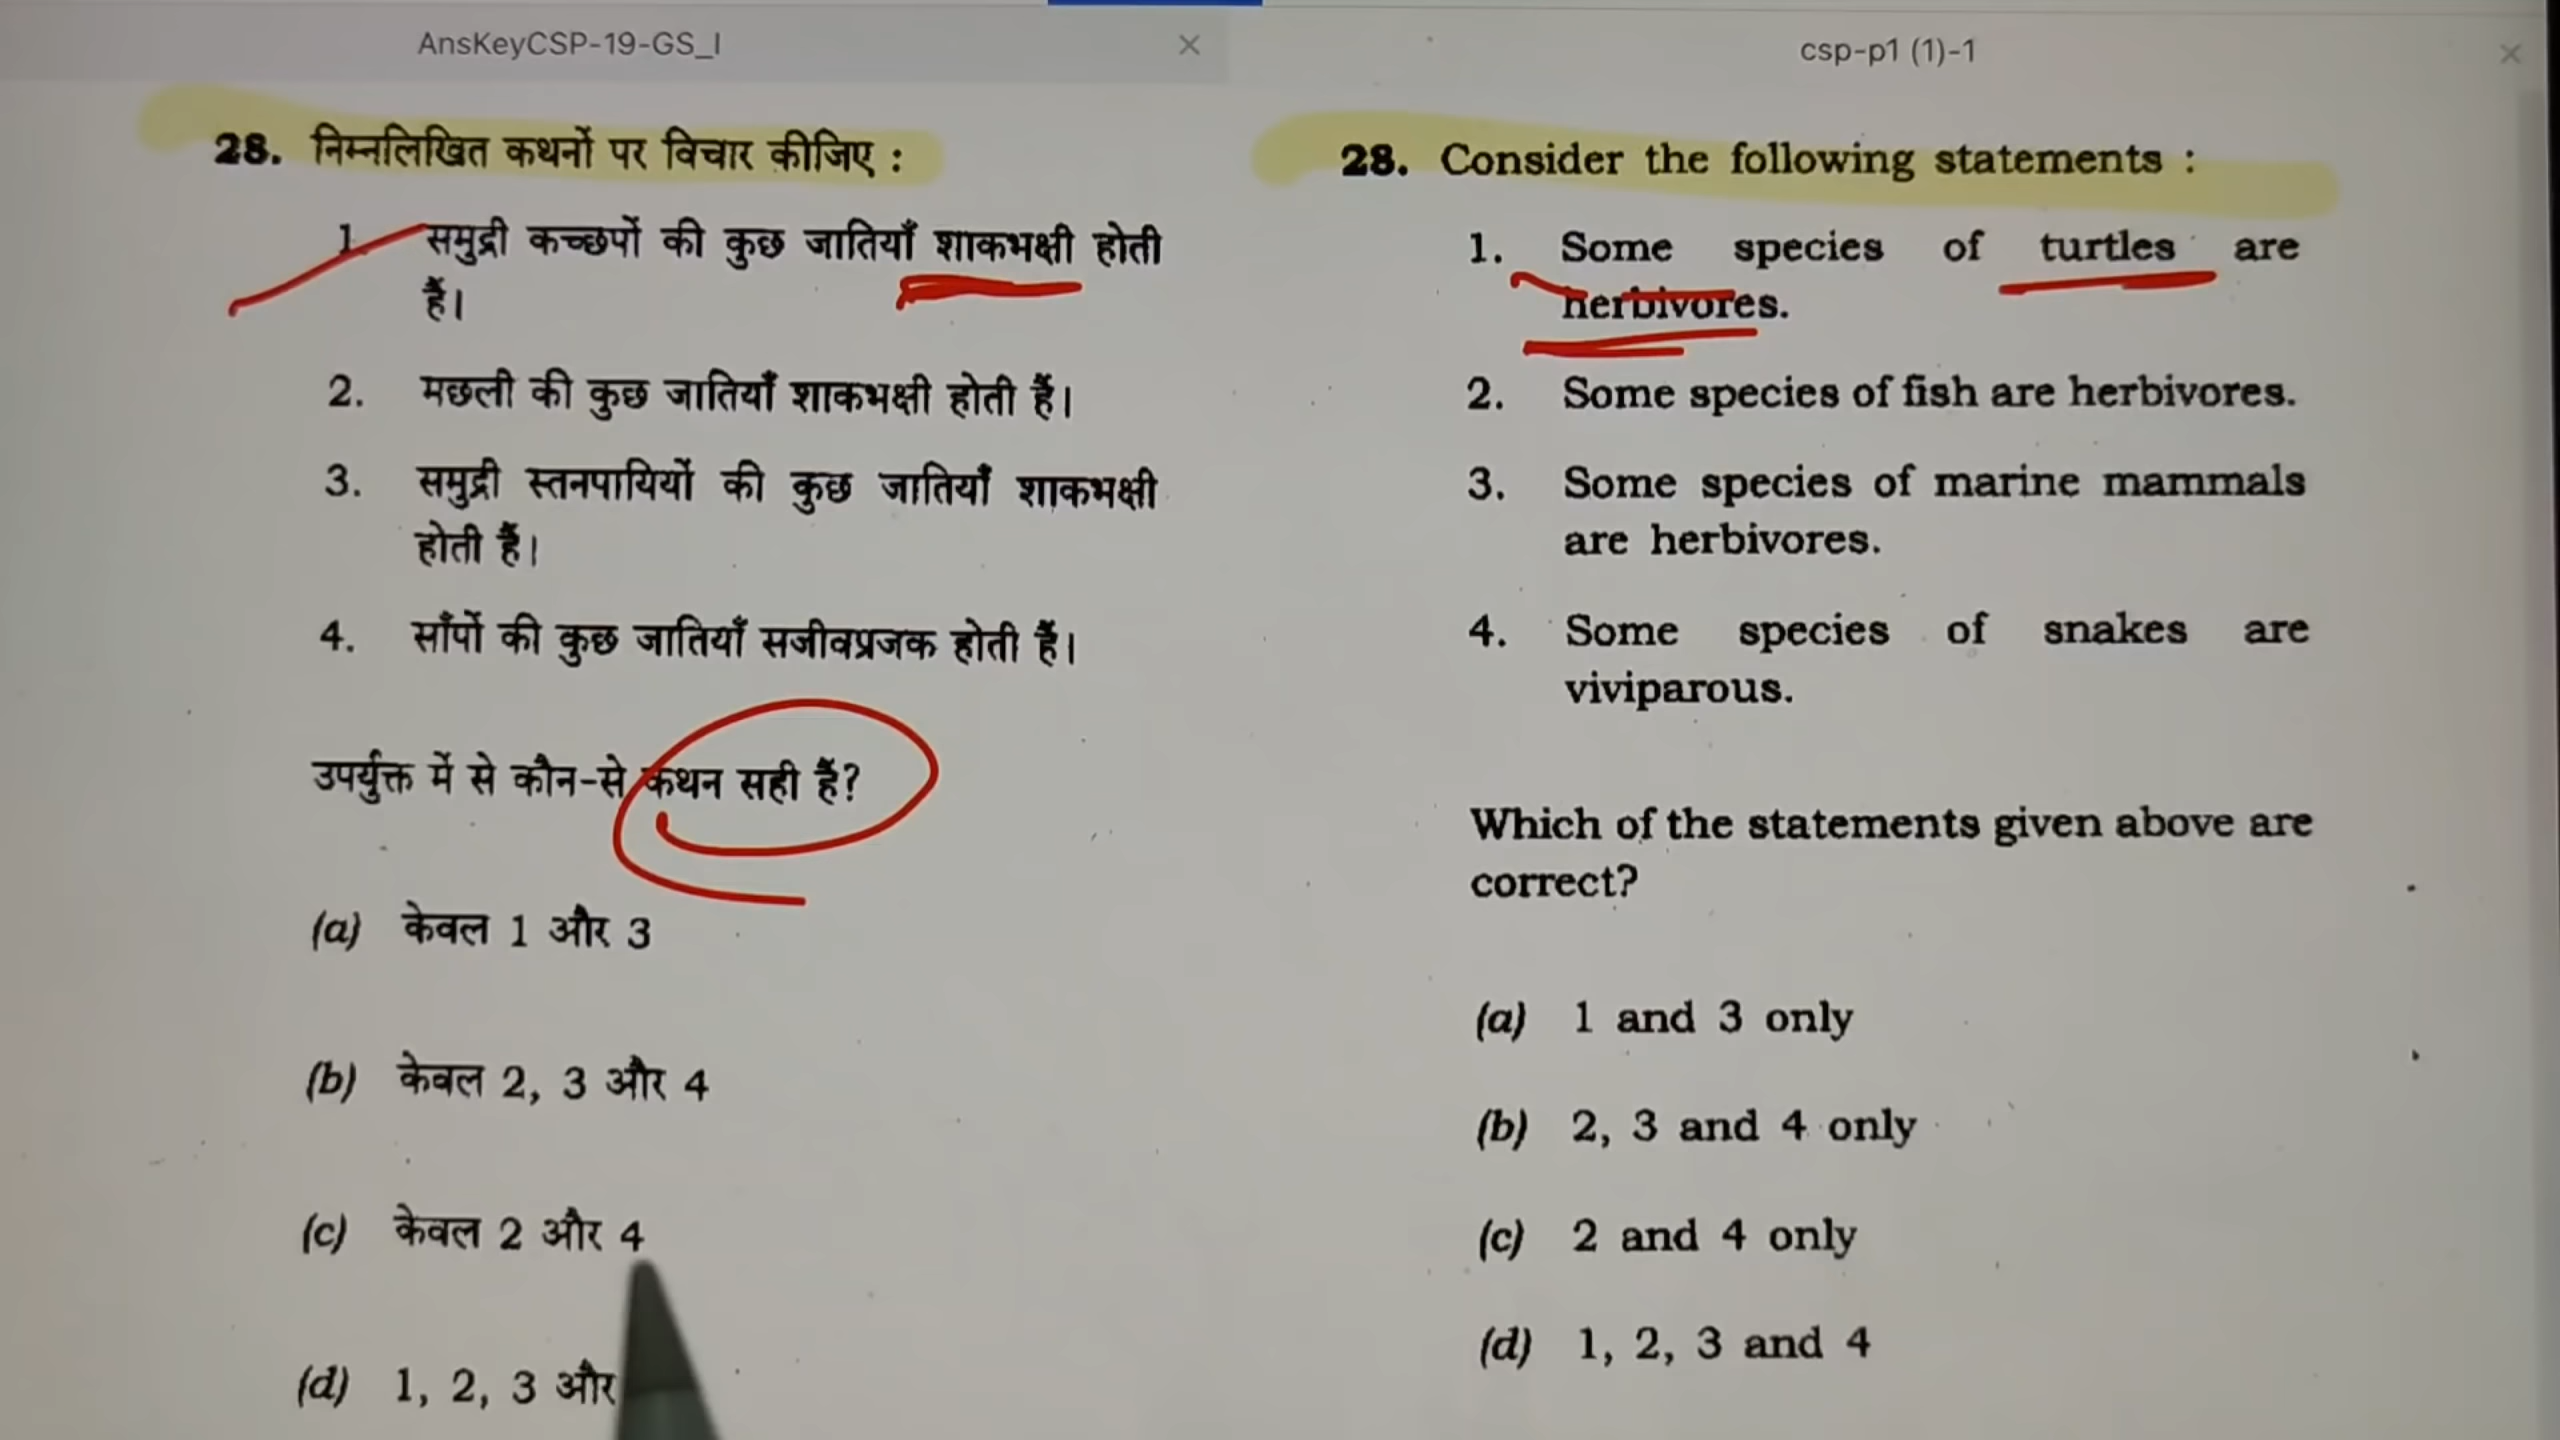 AnsKeyCSP-19-GS_I
csp-p1 (1)-1
28. निम्नलिखित कथनों पर विचार कीजिए :
1. समुद्री कच्छपों की कुछ जातियाँ शाकभक्षी होती
हैं।
2. मछली की कुछ जातियाँ शाकभक्षी होती हैं।
3. समुद्री स्तनपायियों की कुछ जातियाँ शाकभक्षी
होती हैं।
4. साँपों की कुछ जातियाँ सजीवप्रजक होती हैं।
उपर्युक्त में से कौन-से कथन सही हैं?
(a) केवल 1 और 3
(b) केवल 2, 3 और 4
(c) केवल 2 और 4
(d) 1, 2, 3 और
28. Consider the following statements :
1. Some species of turtles are
herbivores.
2. Some species of fish are herbivores.
3. Some species of marine mammals
are herbivores.
4. Some species of snakes are
viviparous.
Which of the statements given above are
correct?
(a) 1 and 3 only
(b) 2, 3 and 4 only
(c) 2 and 4 only
(d) 1, 2, 3 and 4